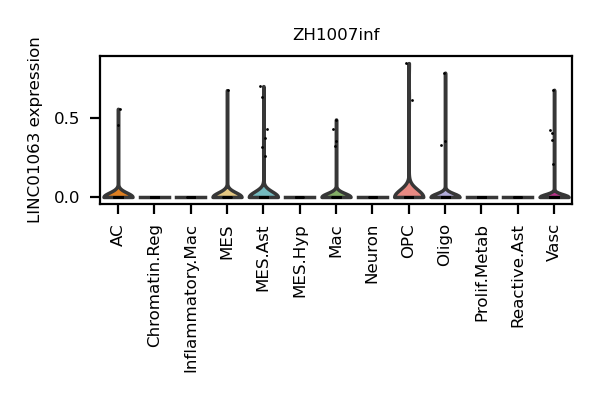 ZH1007inf
LINC01063 expression
0.5
0.0
AC
Chromatin.Reg
Inflammatory.Mac
MES
MES.Ast
MES.Hyp
Mac
Neuron
OPC
Oligo
Prolif.Metab
Reactive.Ast
Vasc